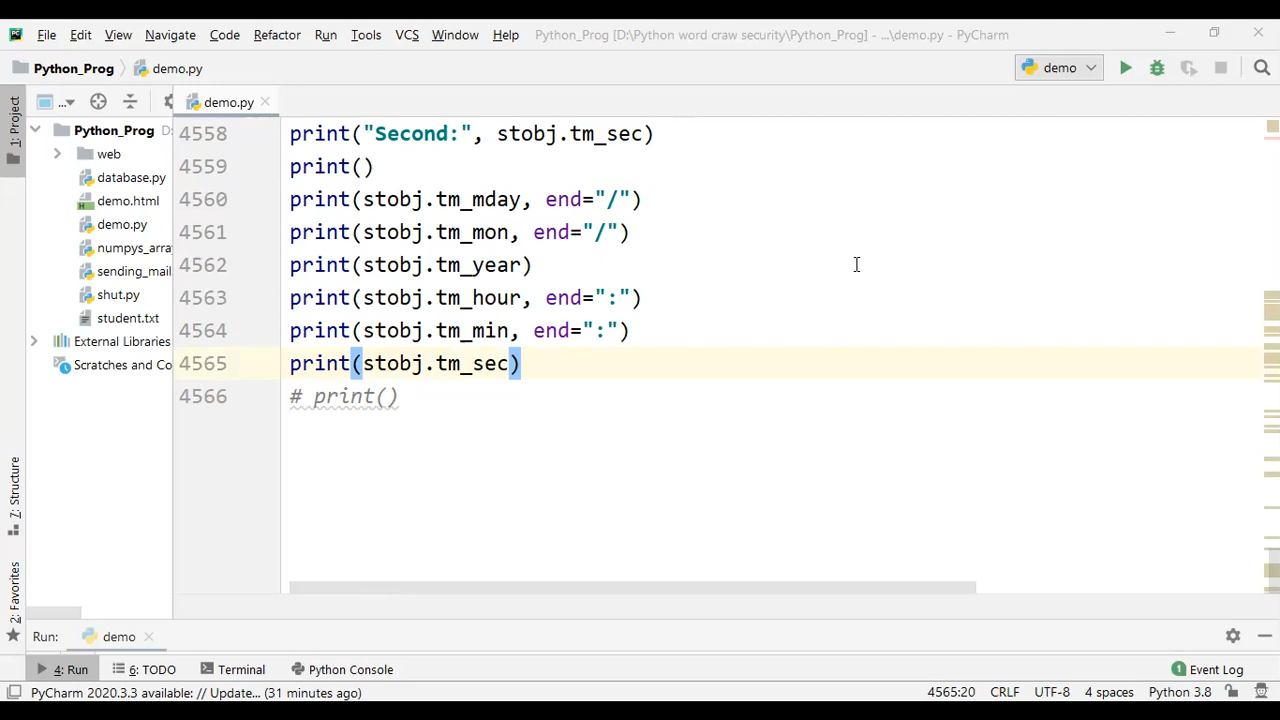 PC File Edit View Navigate Code Refactor Run Tools VCS Window Help Python_Prog [D:\Python word craw security\Python_Prog] - ...\demo.py - PyCharm
Python_Prog demo.py demo
1: Project ... demo.py
Python_Prog D:
web
database.py
demo.html
demo.py
numpys_arra
sending_mail
shut.py
student.txt
External Libraries
Scratches and Co
4558 print("Second:", stobj.tm_sec)
4559 print()
4560 print(stobj.tm_mday, end="/")
4561 print(stobj.tm_mon, end="/")
4562 print(stobj.tm_year)
4563 print(stobj.tm_hour, end=":")
4564 print(stobj.tm_min, end=":")
4565 print(stobj.tm_sec)
4566 # print()
7: Structure
2: Favorites
Run: demo
4: Run 6: TODO Terminal Python Console 1 Event Log
PyCharm 2020.3.3 available: // Update... (31 minutes ago) 4565:20 CRLF UTF-8 4 spaces Python 3.8